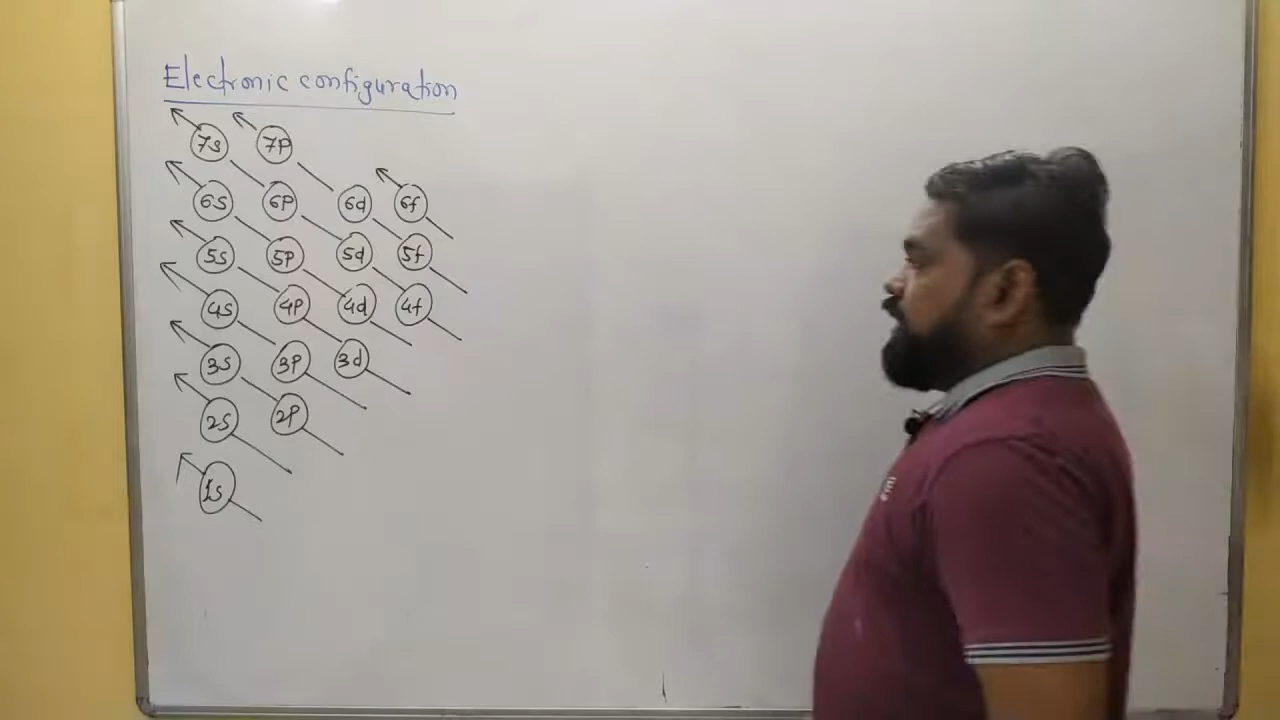 Electronic configuration
7s 7p
6s 6p 6d 6f
5s 5p 5d 5f
4s 4p 4d 4f
3s 3p 3d
2s 2p
1s